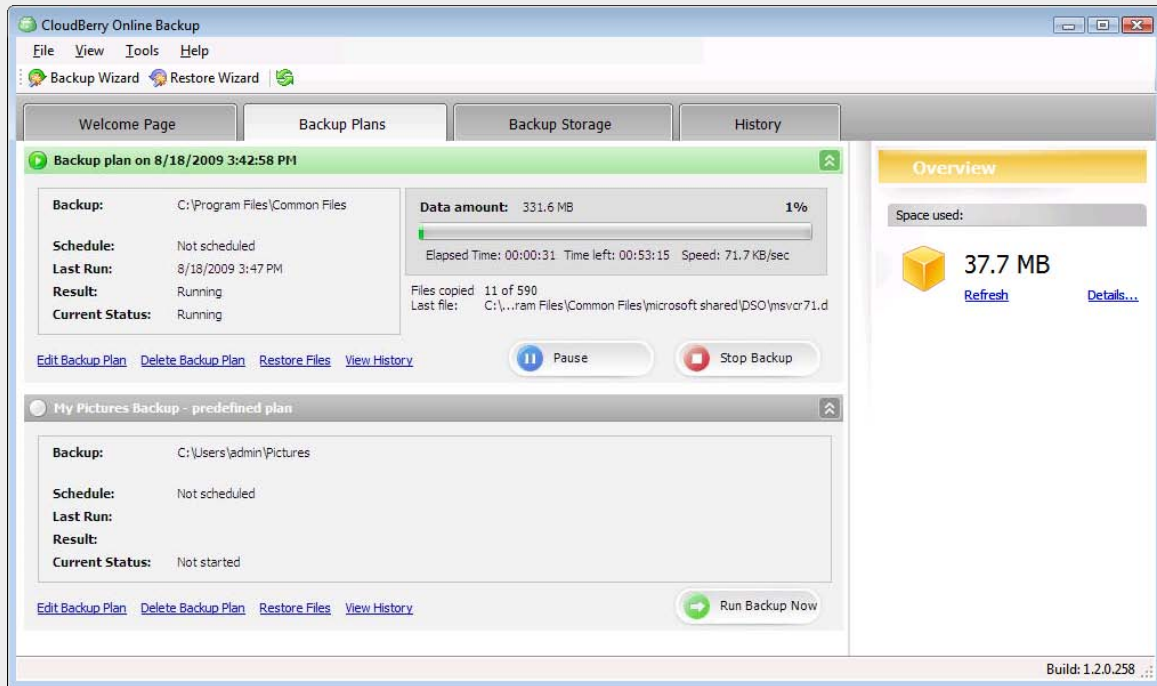 CloudBerry Online Backup
File View Tools Help
Backup Wizard Restore Wizard
Welcome Page Backup Plans Backup Storage History
Backup plan on 8/18/2009 3:42:58 PM
Backup: C:\Program Files\Common Files
Schedule: Not scheduled
Last Run: 8/18/2009 3:47 PM
Result: Running
Current Status: Running
Data amount: 331.6 MB 1%
Elapsed Time: 00:00:31 Time left: 00:53:15 Speed: 71.7 KB/sec
Files copied 11 of 590
Last file: C:\...ram Files\Common Files\microsoft shared\DSO\msvcr71.d
Edit Backup Plan Delete Backup Plan Restore Files View History
Pause Stop Backup
My Pictures Backup - predefined plan
Backup: C:\Users\admin\Pictures
Schedule: Not scheduled
Last Run:
Result:
Current Status: Not started
Edit Backup Plan Delete Backup Plan Restore Files View History
Run Backup Now
Overview
Space used:
37.7 MB
Refresh Details...
Build: 1.2.0.258